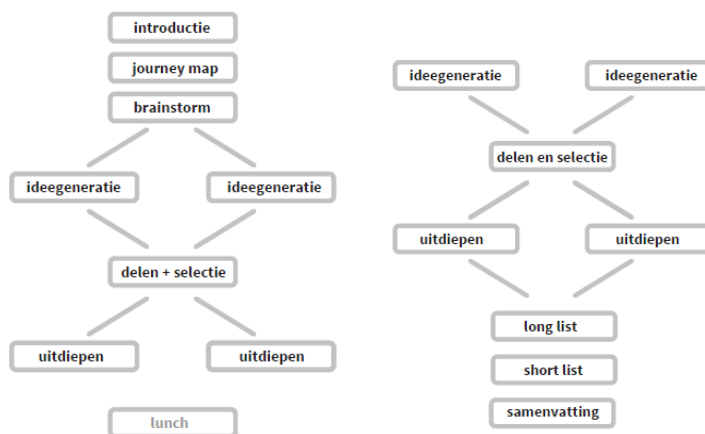 introductie
journey map
brainstorm
ideegeneratie
ideegeneratie
delen + selectie
uitdiepen
uitdiepen
lunch
ideegeneratie
ideegeneratie
delen en selectie
uitdiepen
uitdiepen
long list
short list
samenvatting